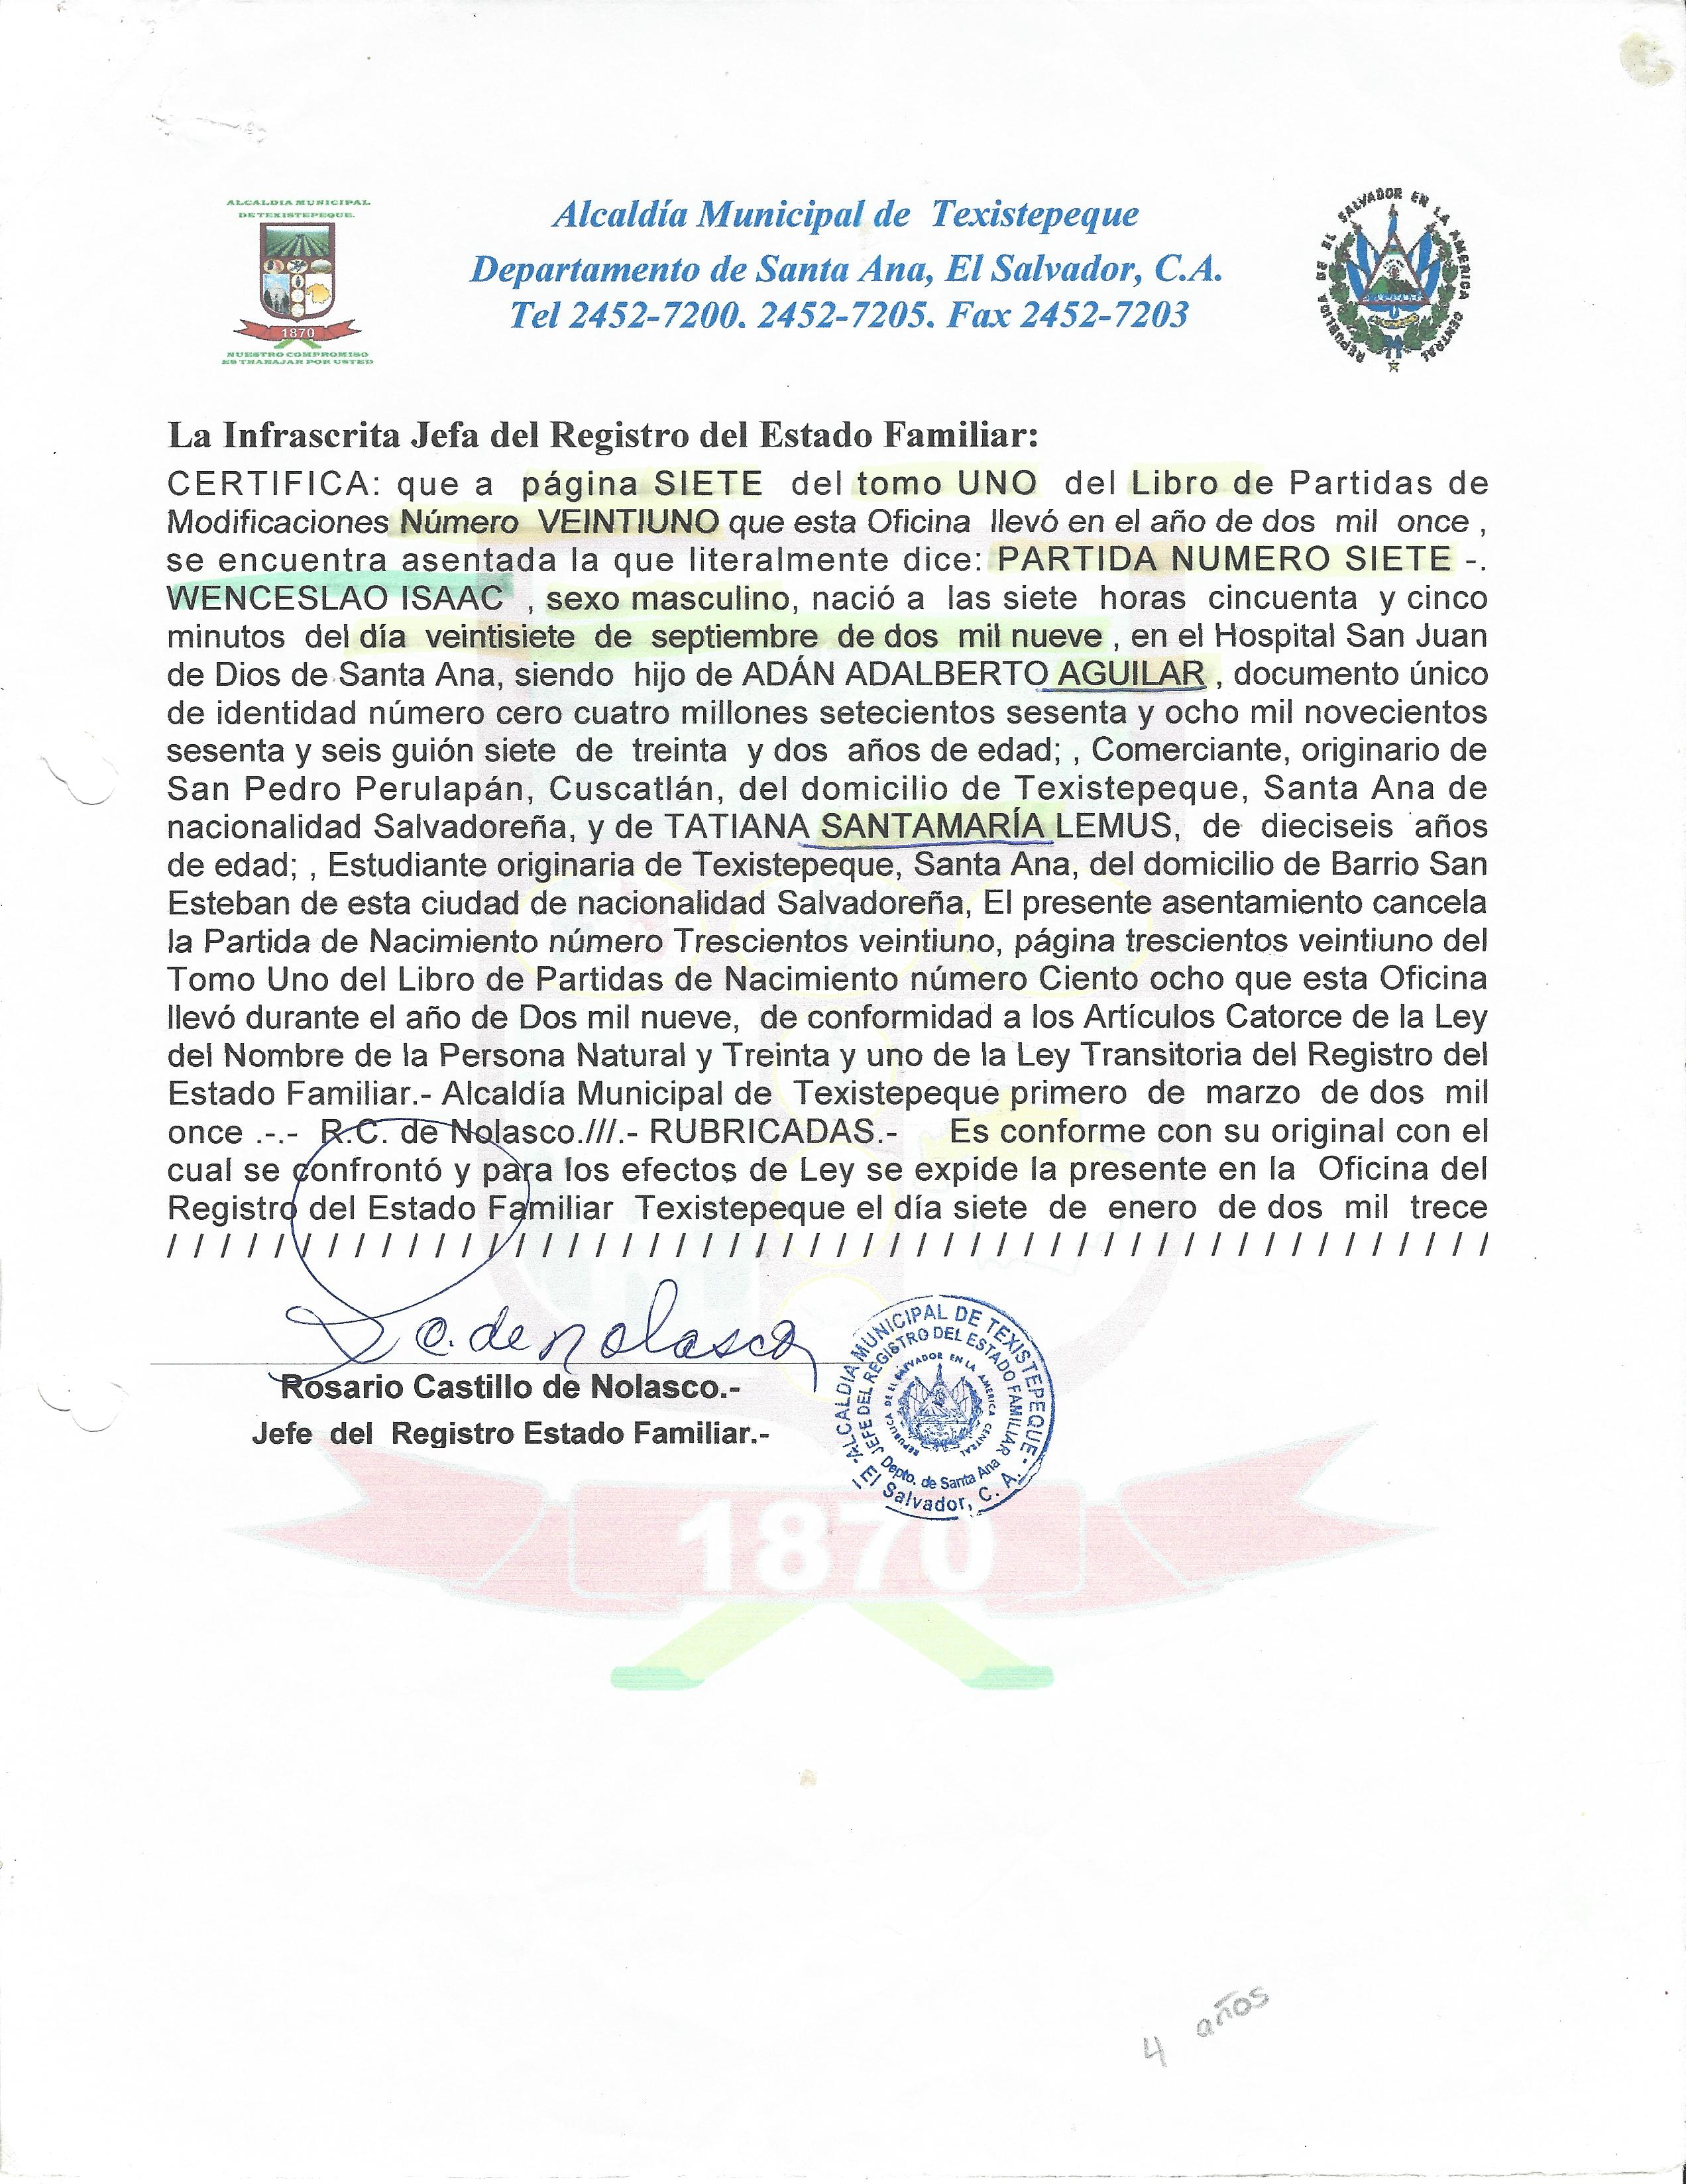 ALCALDIA MUNICIPAL
DE TEXISTEPEQUE.
1870
NUESTRO COMPROMISO
ES TRABAJAR POR USTED
Alcaldía Municipal de Texistepeque
Departamento de Santa Ana, El Salvador, C.A.
Tel 2452-7200. 2452-7205. Fax 2452-7203
REPUBLICA DE EL SALVADOR EN LA AMERICA CENTRAL
La Infrascrita Jefa del Registro del Estado Familiar:
CERTIFICA: que a página SIETE del tomo UNO del Libro de Partidas de
Modificaciones Número VEINTIUNO que esta Oficina llevó en el año de dos mil once ,
se encuentra asentada la que literalmente dice: PARTIDA NUMERO SIETE -.
WENCESLAO ISAAC , sexo masculino, nació a las siete horas cincuenta y cinco
minutos del día veintisiete de septiembre de dos mil nueve , en el Hospital San Juan
de Dios de Santa Ana, siendo hijo de ADÁN ADALBERTO AGUILAR , documento único
de identidad número cero cuatro millones setecientos sesenta y ocho mil novecientos
sesenta y seis guión siete de treinta y dos años de edad; , Comerciante, originario de
San Pedro Perulapán, Cuscatlán, del domicilio de Texistepeque, Santa Ana de
nacionalidad Salvadoreña, y de TATIANA SANTAMARÍA LEMUS, de dieciseis años
de edad; , Estudiante originaria de Texistepeque, Santa Ana, del domicilio de Barrio San
Esteban de esta ciudad de nacionalidad Salvadoreña, El presente asentamiento cancela
la Partida de Nacimiento número Trescientos veintiuno, página trescientos veintiuno del
Tomo Uno del Libro de Partidas de Nacimiento número Ciento ocho que esta Oficina
llevó durante el año de Dos mil nueve, de conformidad a los Artículos Catorce de la Ley
del Nombre de la Persona Natural y Treinta y uno de la Ley Transitoria del Registro del
Estado Familiar.- Alcaldía Municipal de Texistepeque primero de marzo de dos mil
once .-.- R.C. de Nolasco.///.- RUBRICADAS.- Es conforme con su original con el
cual se confrontó y para los efectos de Ley se expide la presente en la Oficina del
Registro del Estado Familiar Texistepeque el día siete de enero de dos mil trece
/ / / / / / / / / / / / / / / / / / / / / / / / / / / / / / / / / / / / / / / / / / / / / / / / / /
R C. de Nolasco
Rosario Castillo de Nolasco.-
Jefe del Registro Estado Familiar.-
ALCALDIA MUNICIPAL DE TEXISTEPEQUE.-
JEFE DEL REGISTRO DEL ESTADO FAMILIAR
REPUBLICA DE EL SALVADOR EN LA AMERICA CENTRAL
Depto. de Santa Ana
El Salvador, C. A.
1870
4 años